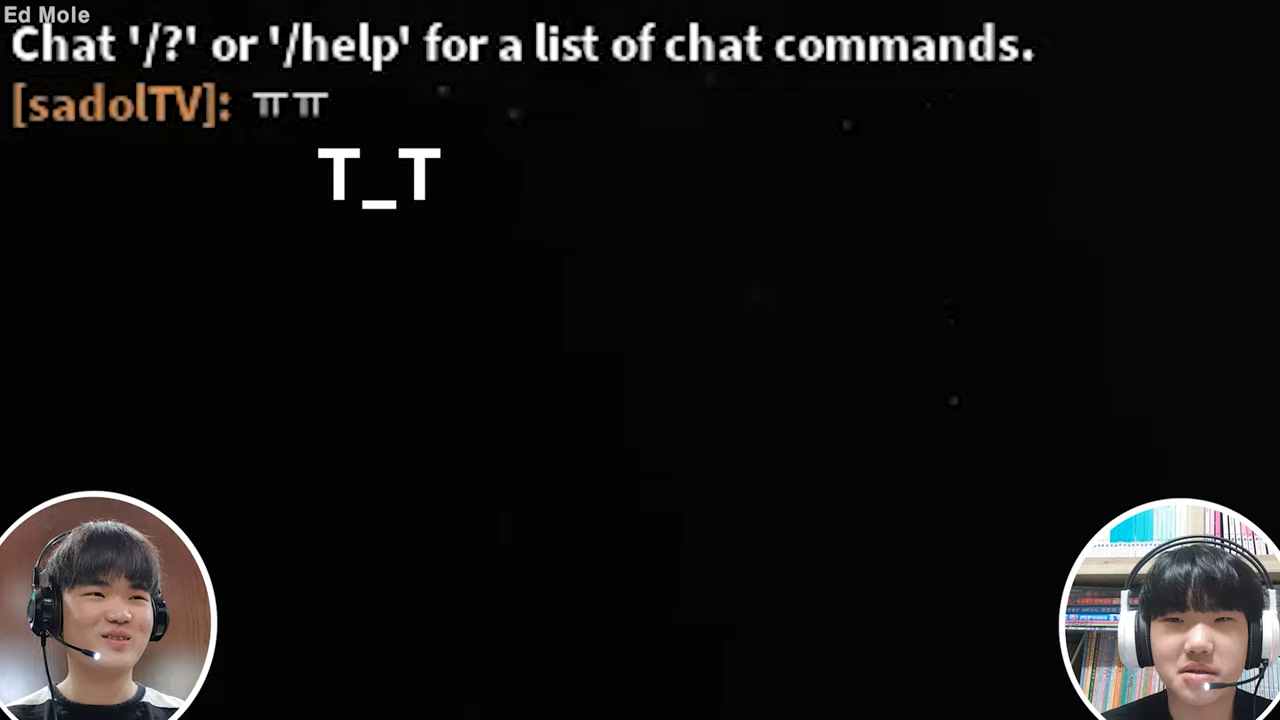 Ed Mole
Chat '/?' or '/help' for a list of chat commands.
[sadolTV]: ㅠㅠ
T_T